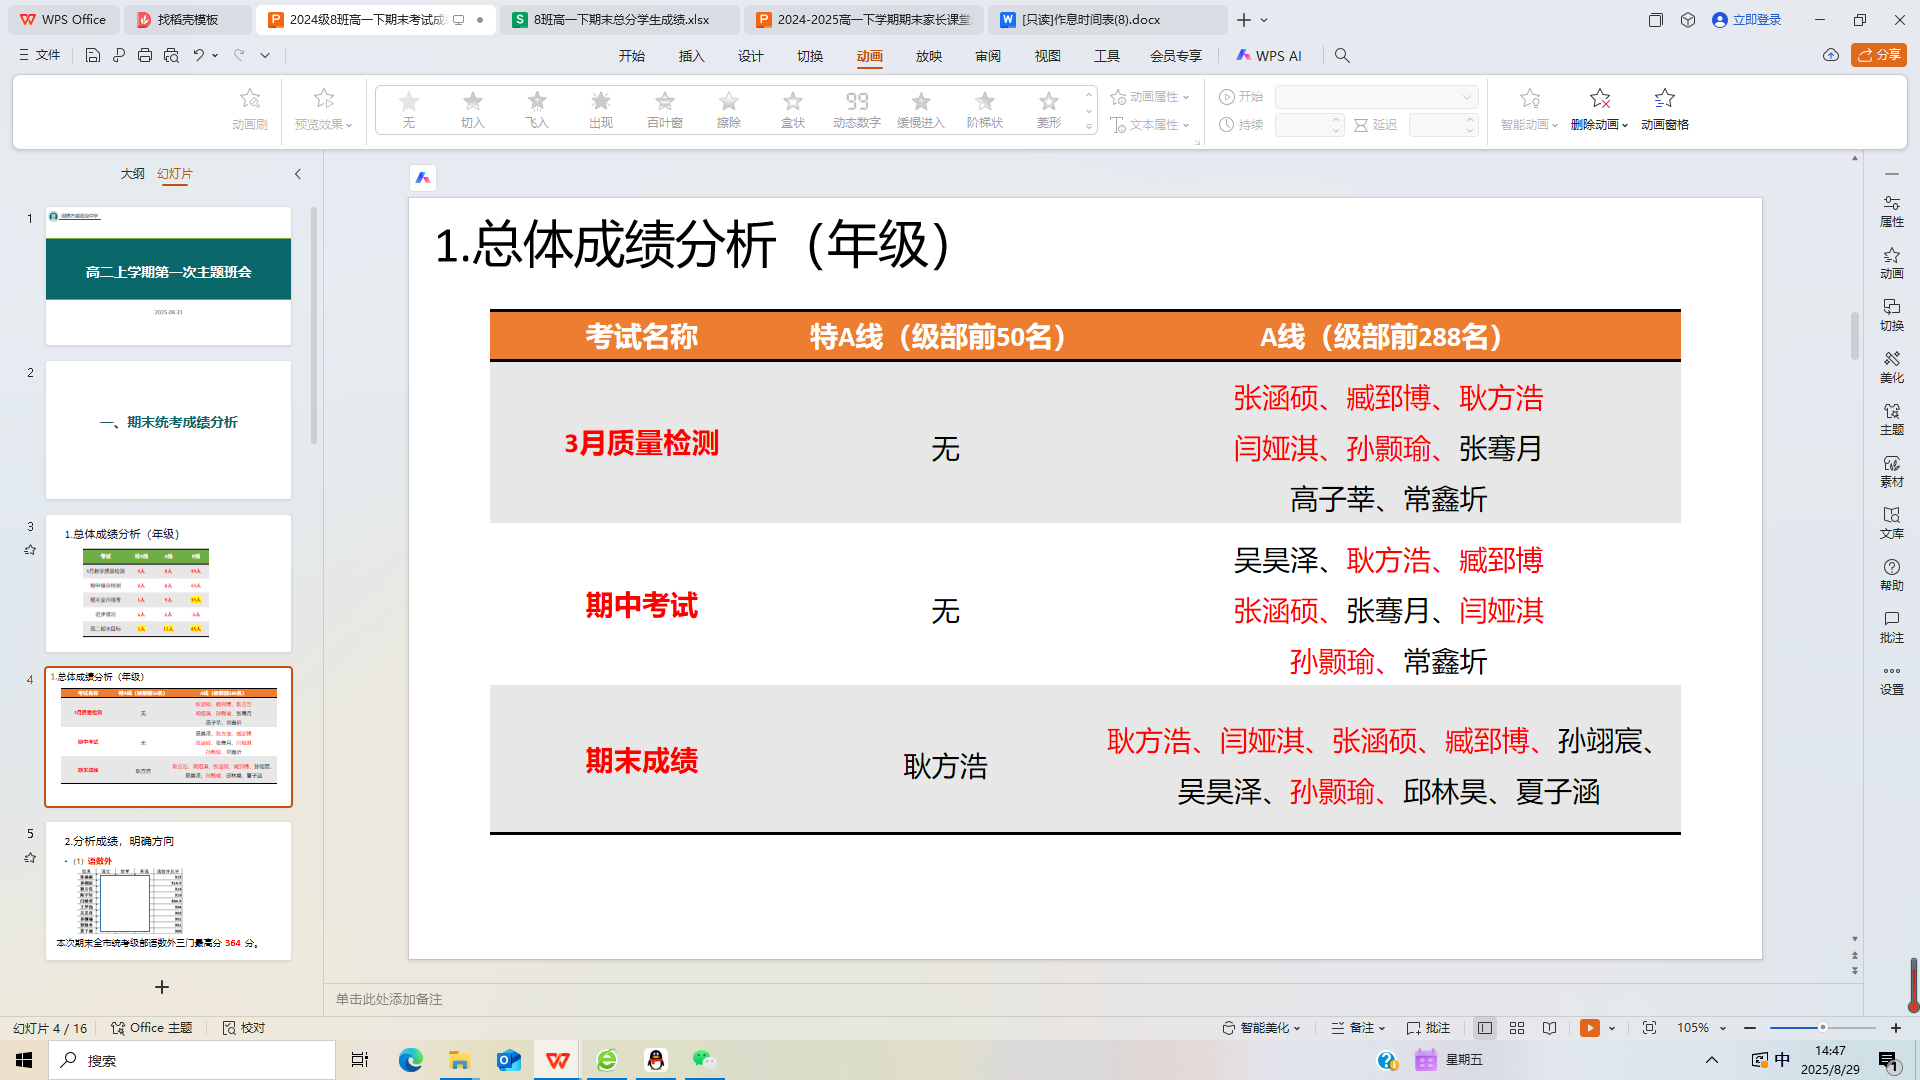 WPS Office
找稻壳模板
2024级8班高一下期末考试成
8班高一下期末总分学生成绩.xlsx
2024-2025高一下学期期末家长课堂
[只读]作息时间表(8).docx
立即登录
文件
开始
插入
设计
切换
动画
放映
审阅
视图
工具
会员专享
WPS AI
分享
动画刷
预览效果
无
切入
飞入
出现
百叶窗
擦除
盒状
动态数字
缓慢进入
阶梯状
菱形
动画属性
文本属性
开始
持续
延迟
智能动画
删除动画
动画窗格
大纲
幻灯片
1
高二上学期第一次主题班会
2025.08.31
2
一、期末统考成绩分析
3
1.总体成绩分析（年级）
4
1.总体成绩分析（年级）
5
2.分析成绩，明确方向
（1）语数外
本次期末全市统考级部语数外三门最高分 364 分。
1.总体成绩分析（年级）
考试名称 特A线（级部前50名） A线（级部前288名）
3月质量检测 无 张涵硕、臧郅博、耿方浩
闫娅淇、孙颢瑜、张骞月
高子莘、常鑫圻
期中考试 无 吴昊泽、耿方浩、臧郅博
张涵硕、张骞月、闫娅淇
孙颢瑜、常鑫圻
期末成绩 耿方浩 耿方浩、闫娅淇、张涵硕、臧郅博、孙翊宸、
吴昊泽、孙颢瑜、邱林昊、夏子涵
属性
动画
切换
美化
主题
素材
文库
帮助
批注
设置
单击此处添加备注
幻灯片 4 / 16
Office 主题
校对
智能美化
备注
批注
105%
搜索
星期五
中
14:47
2025/8/29
1